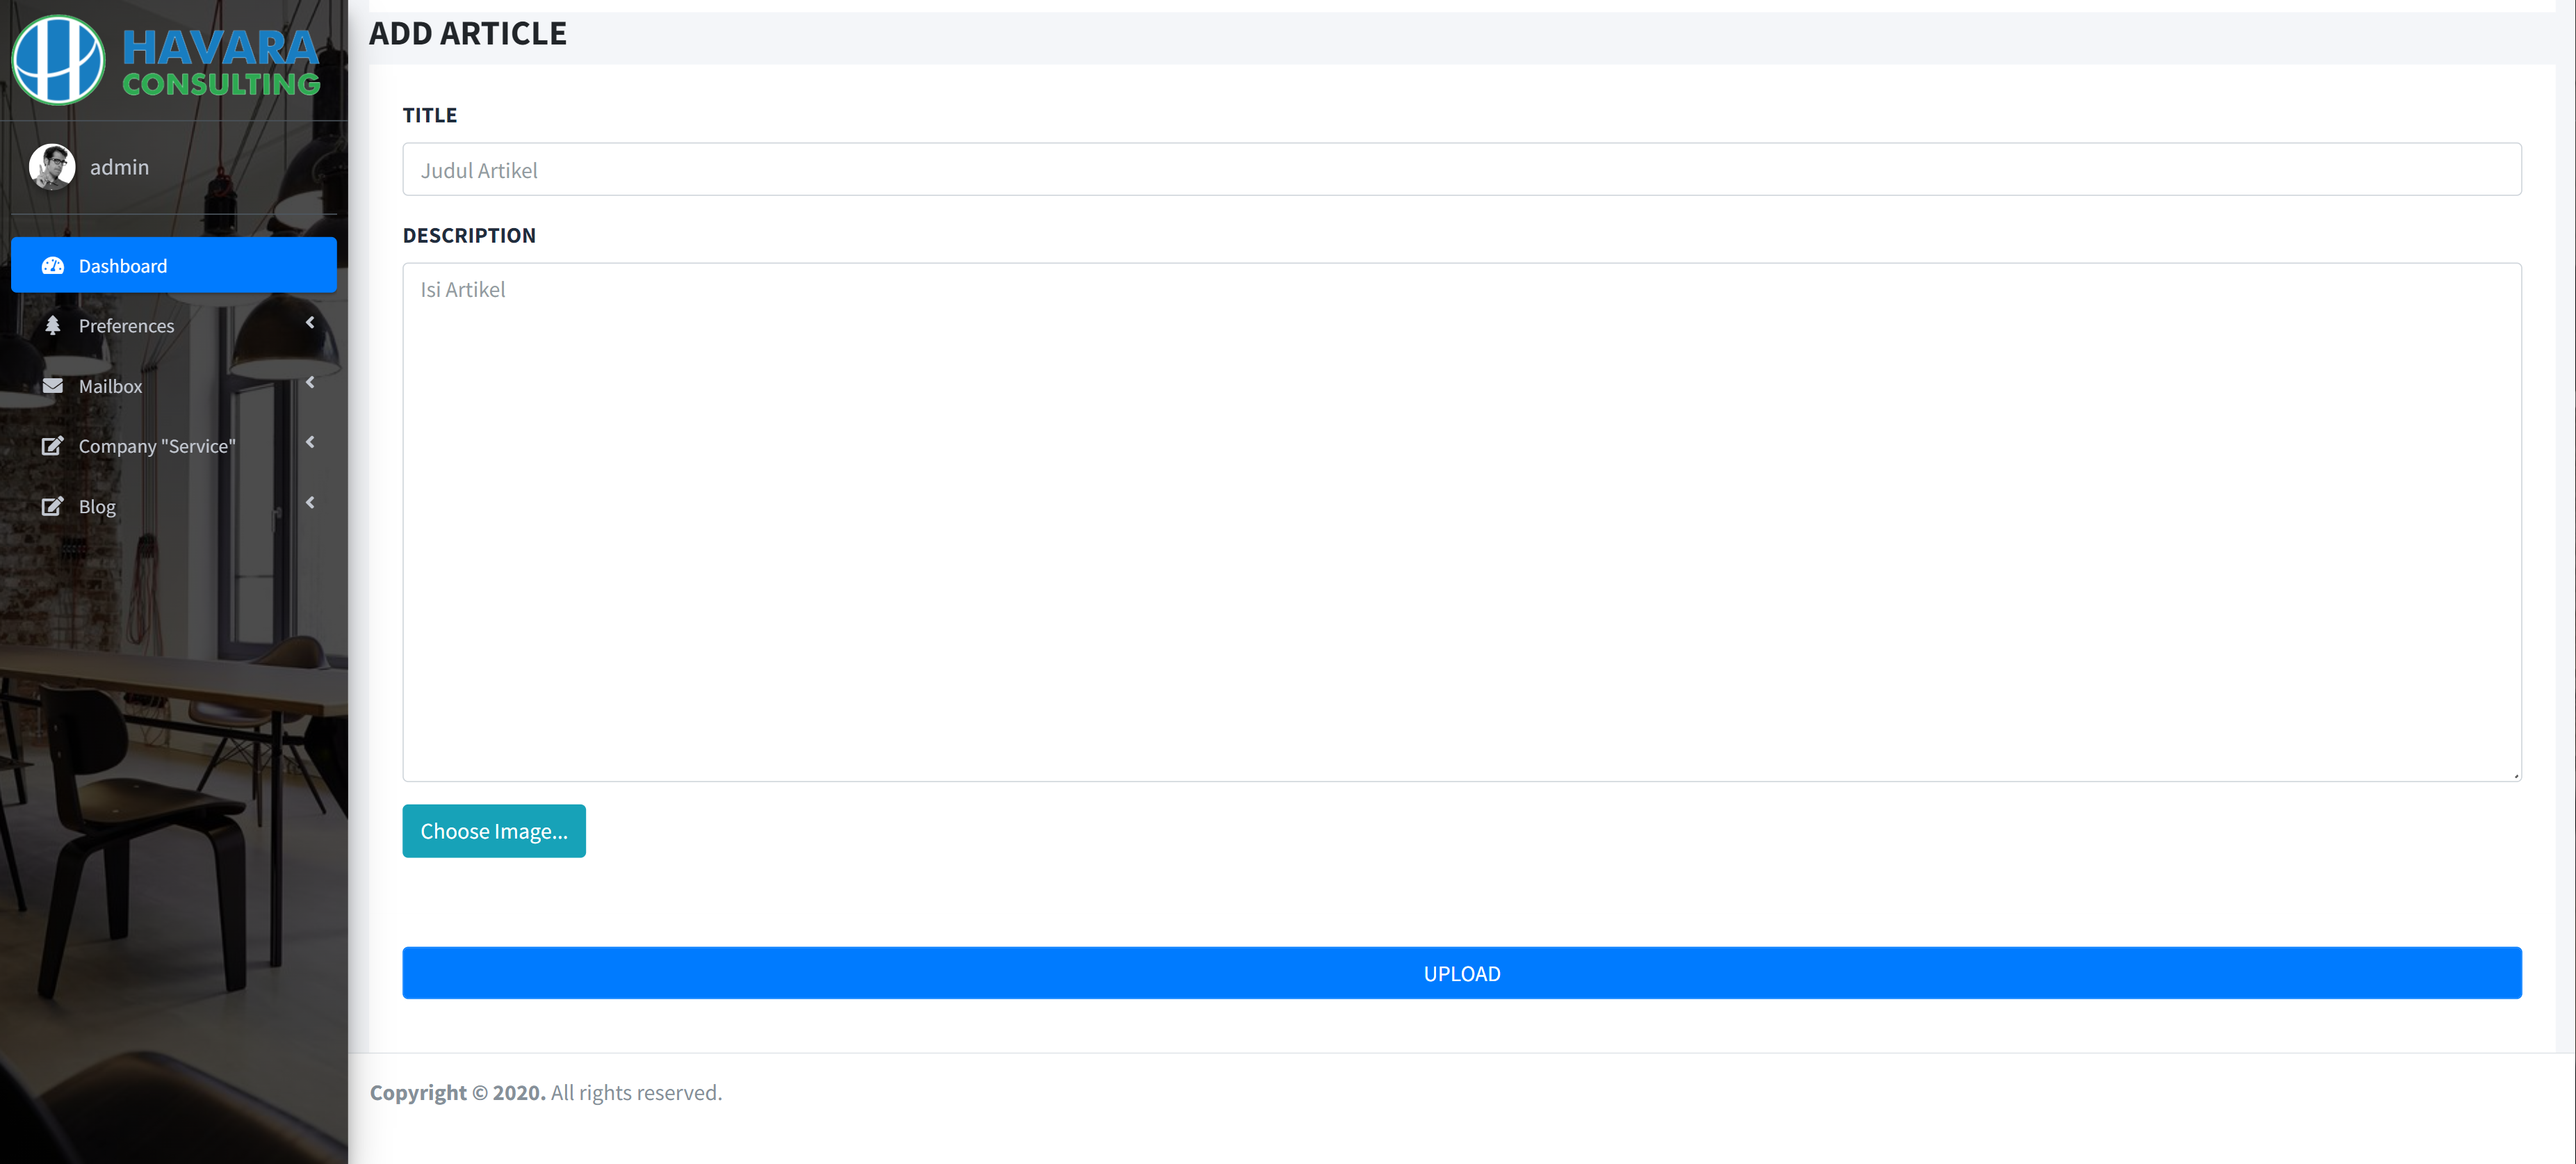 HAVARA
CONSULTING
admin
Dashboard
Preferences
Mailbox
Company "Service"
Blog
ADD ARTICLE
TITLE
Judul Artikel
DESCRIPTION
Isi Artikel
Choose Image...
UPLOAD
Copyright © 2020. All rights reserved.